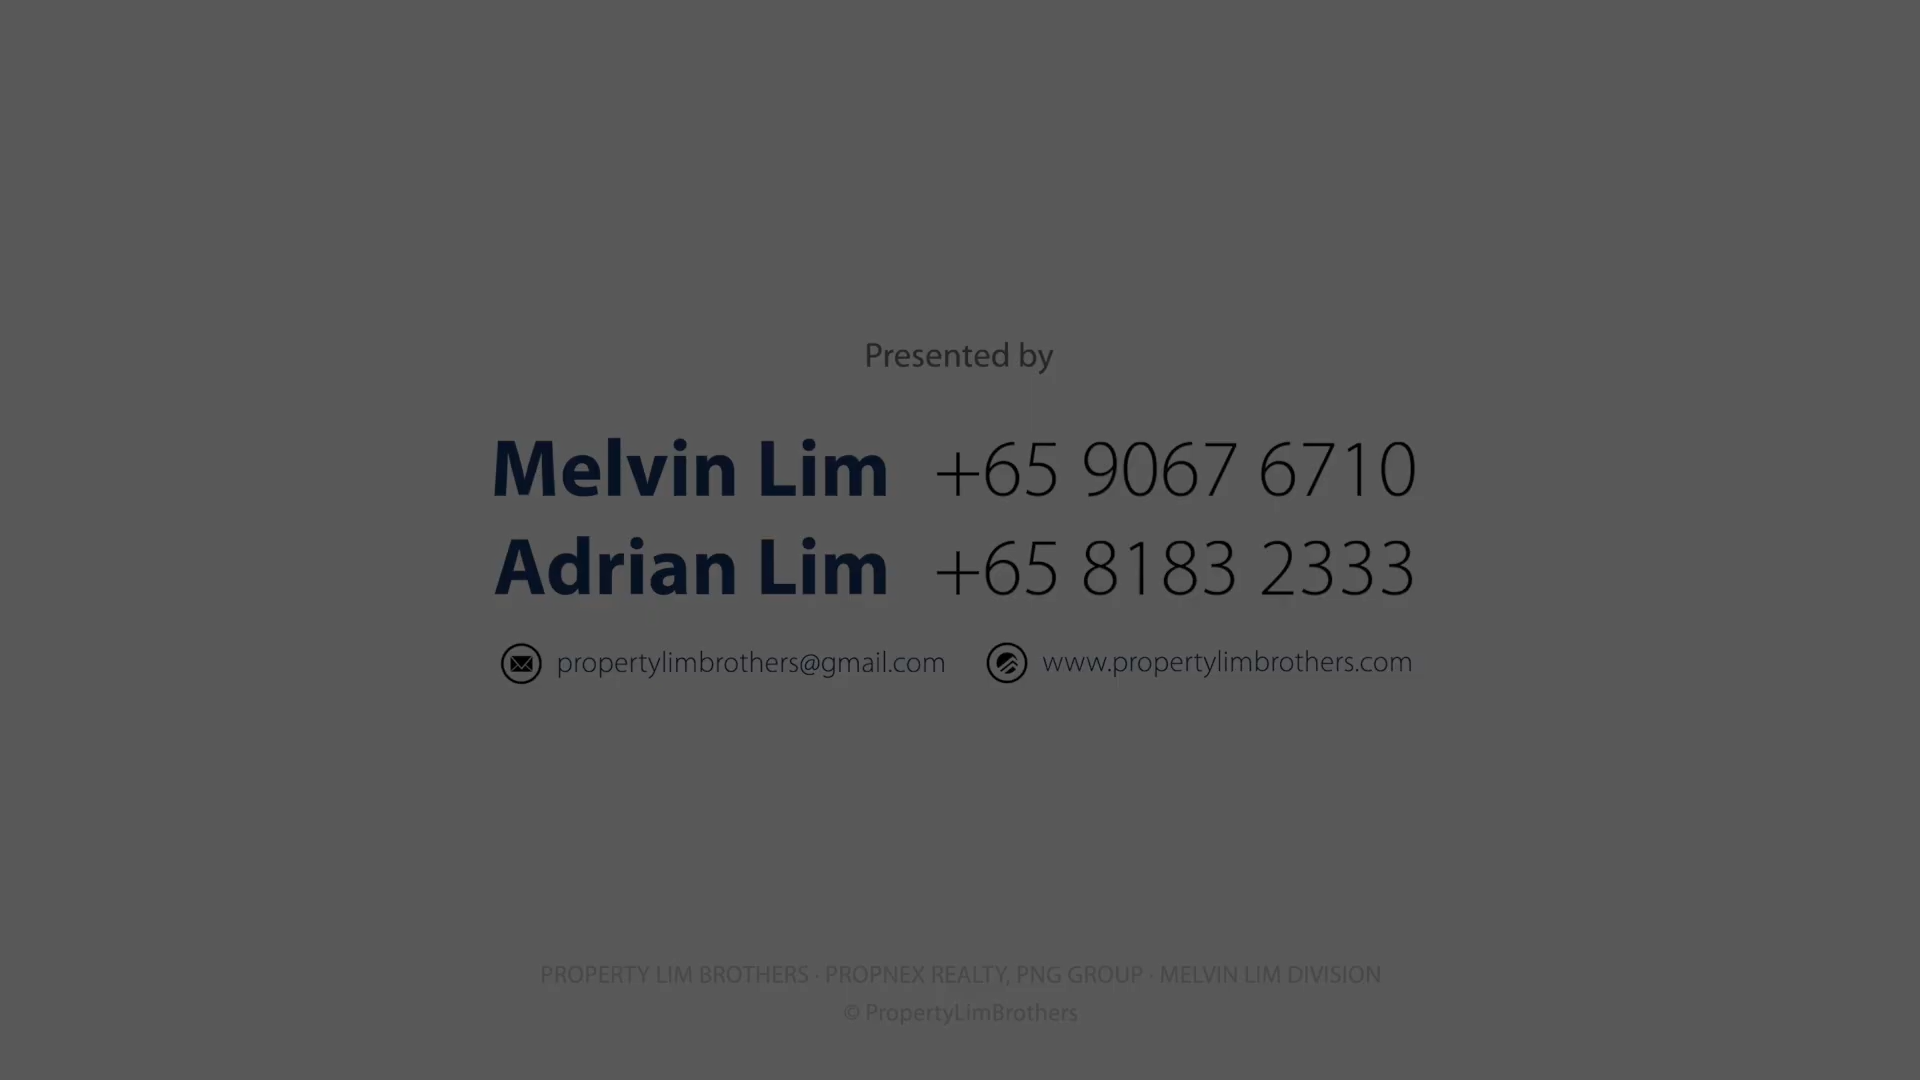 Presented by
Melvin Lim +65 9067 6710
Adrian Lim +65 8183 2333
propertylimbrothers@gmail.com www.propertylimbrothers.com
PROPERTY LIM BROTHERS · PROPNEX REALTY, PNG GROUP · MELVIN LIM DIVISION
© PropertyLimBrothers